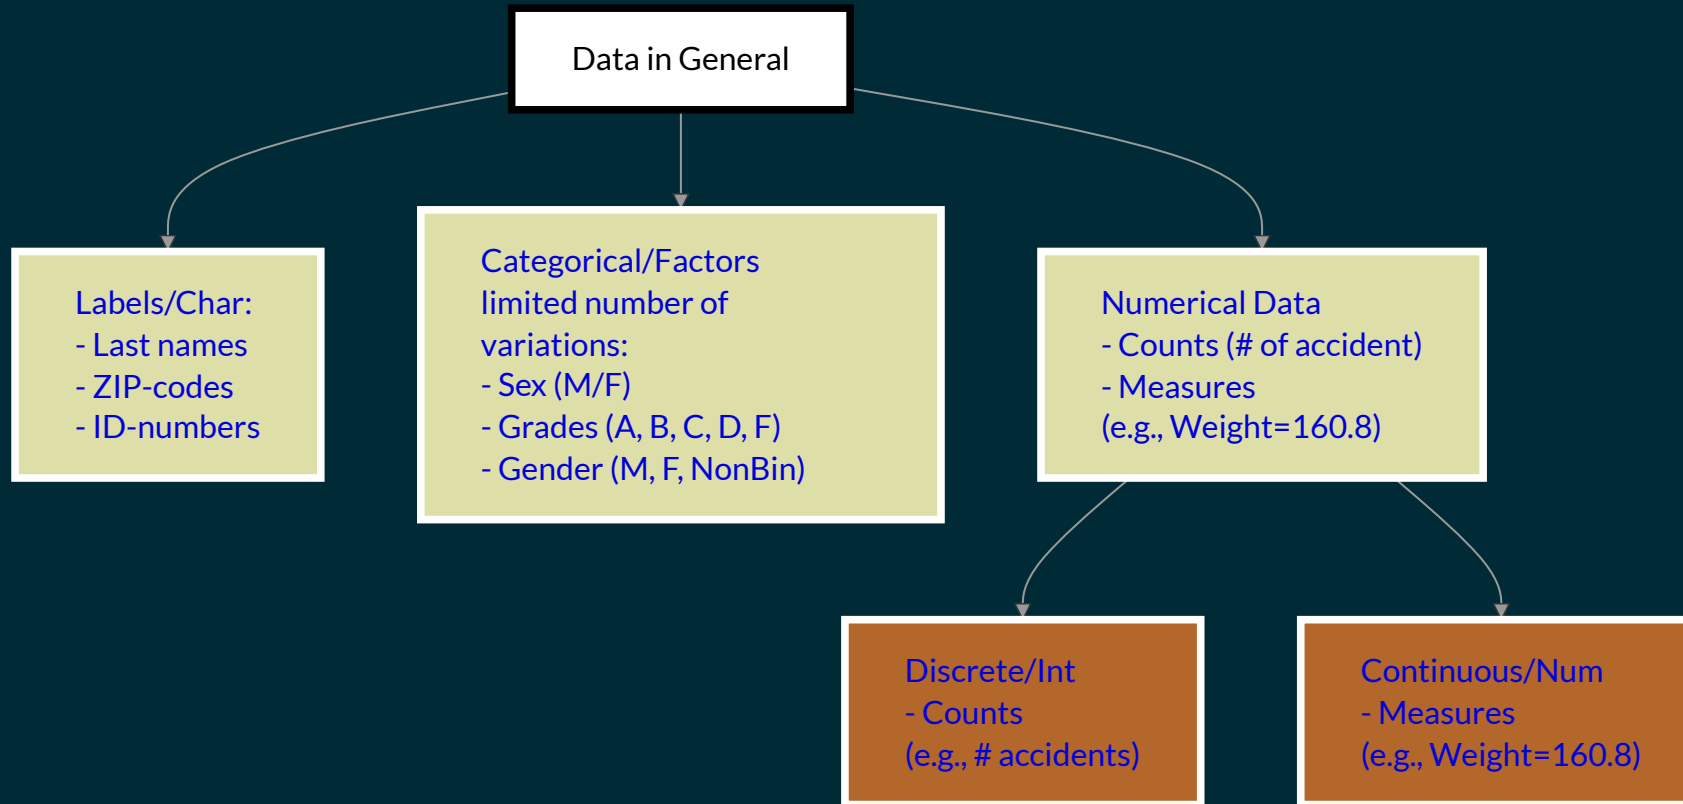 Data in General
Labels/Char:
- Last names
- ZIP-codes
- ID-numbers
Categorical/Factors
limited number of
variations:
- Sex (M/F)
- Grades (A, B, C, D, F)
- Gender (M, F, NonBin)
Numerical Data
- Counts (# of accident)
- Measures
(e.g., Weight=160.8)
Discrete/Int
- Counts
(e.g., # accidents)
Continuous/Num
- Measures
(e.g., Weight=160.8)